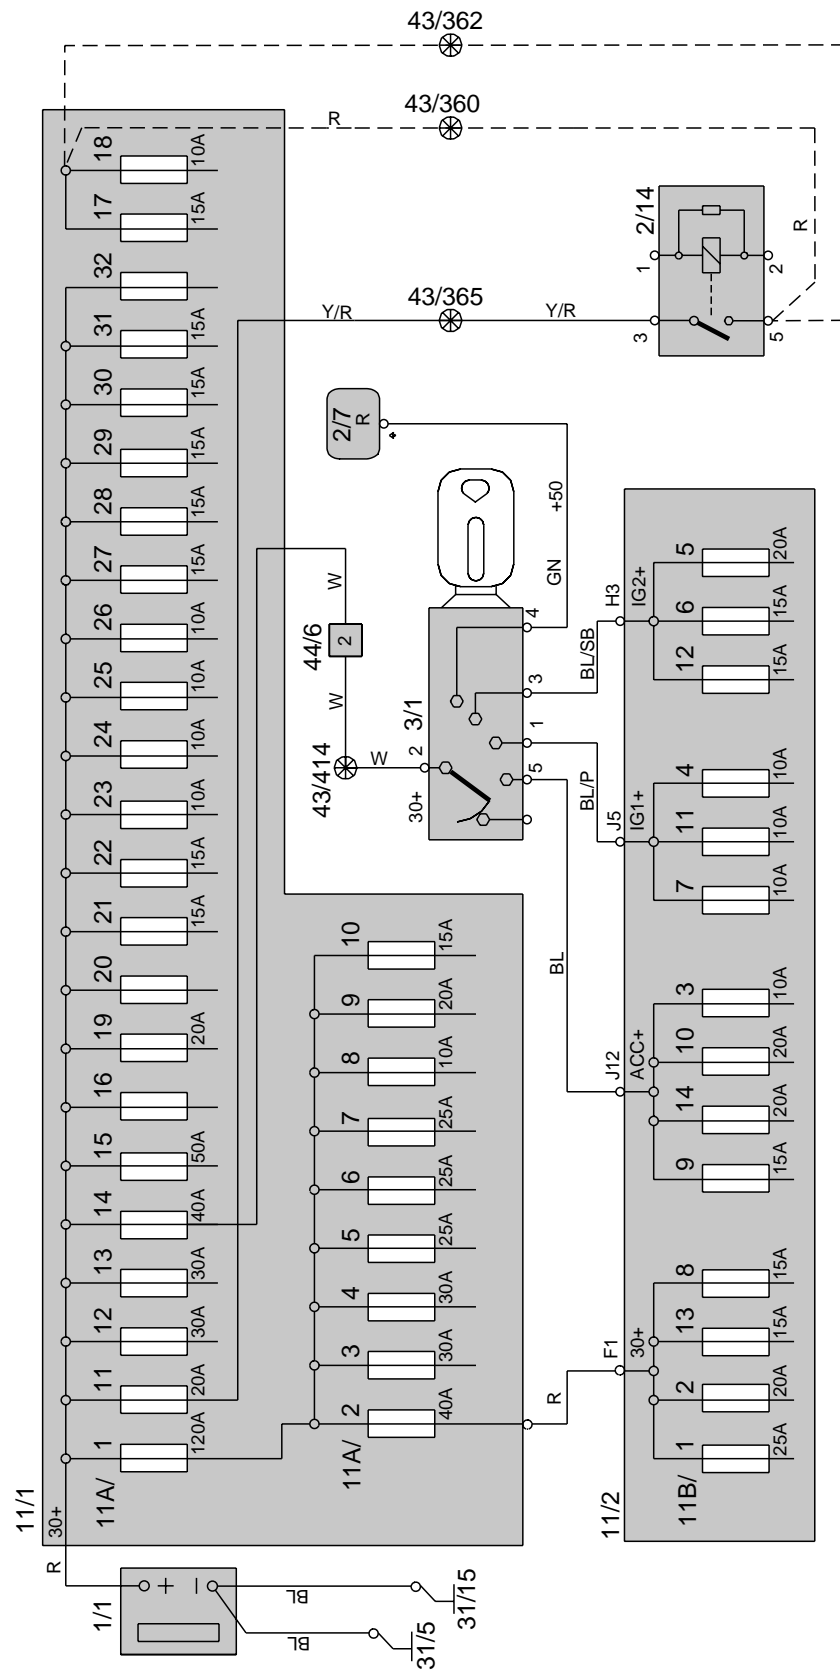 43/362
43/360
R
18
10A
17
15A
32
31
15A
30
15A
29
15A
28
15A
27
15A
26
10A
25
10A
24
10A
23
10A
22
15A
21
15A
20
19
20A
16
15
50A
14
40A
13
30A
12
30A
11
20A
1
120A
11A/
11/1
30+
R
2/14
1
2
3
5
R
43/365
Y/R
Y/R
2/7
R
+
+50
GN
W
44/6
2
W
43/414
W
3/1
4
3
1
5
2
30+
BL/SB
BL/P
BL
10
15A
9
20A
8
10A
7
25A
6
25A
5
25A
4
30A
3
30A
2
40A
11A/
R
H3
IG2+
5
20A
6
15A
12
15A
J5
IG1+
4
10A
11
10A
7
10A
J12
ACC+
3
10A
10
20A
14
20A
9
15A
F1
30+
8
15A
13
15A
2
20A
1
25A
11B/
11/2
1/1
+
–
BL
31/15
BL
31/5